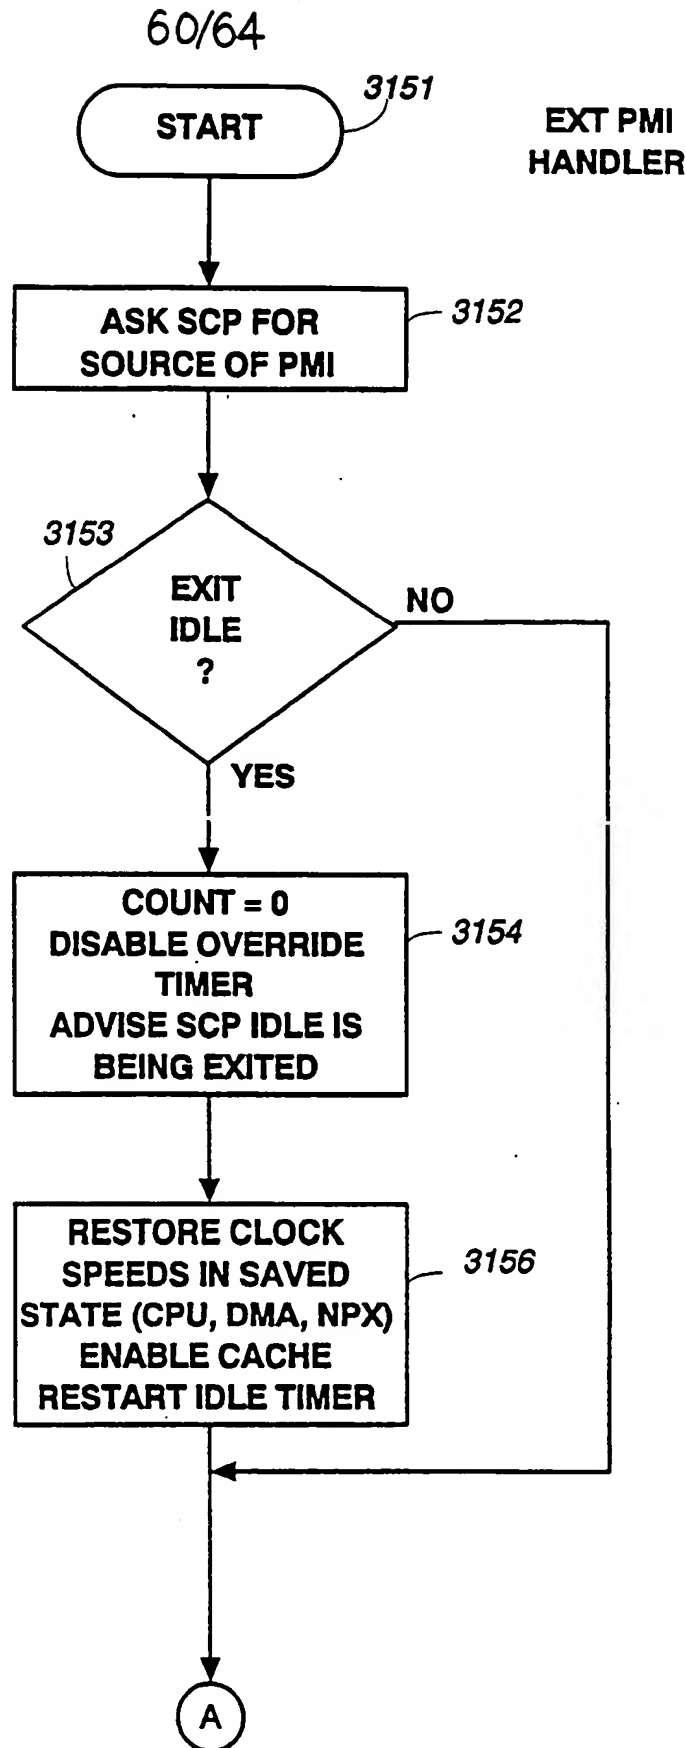 60/64
START
3151
EXT PMI
HANDLER
ASK SCP FOR
SOURCE OF PMI
3152
3153
EXIT
IDLE
?
NO
YES
COUNT = 0
DISABLE OVERRIDE
TIMER
ADVISE SCP IDLE IS
BEING EXITED
3154
RESTORE CLOCK
SPEEDS IN SAVED
STATE (CPU, DMA, NPX)
ENABLE CACHE
RESTART IDLE TIMER
3156
A